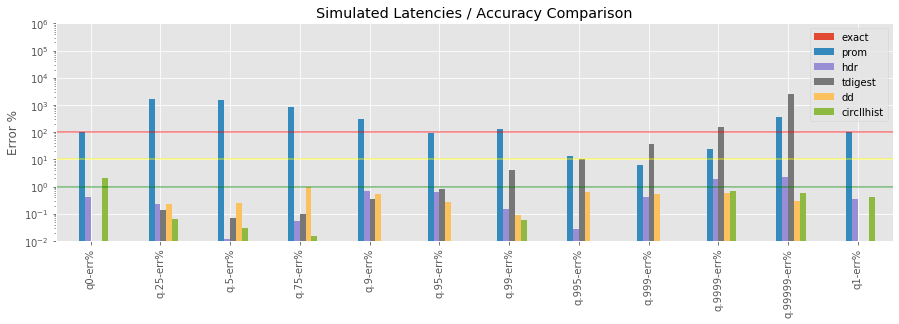 Simulated Latencies / Accuracy Comparison
Error %
10^6
10^5
10^4
10^3
10^2
10^1
10^0
10^-1
10^-2
exact
prom
hdr
tdigest
dd
circllhist
q0-err%
q.25-err%
q.5-err%
q.75-err%
q.9-err%
q.95-err%
q.99-err%
q.995-err%
q.999-err%
q.9999-err%
q.99999-err%
q1-err%